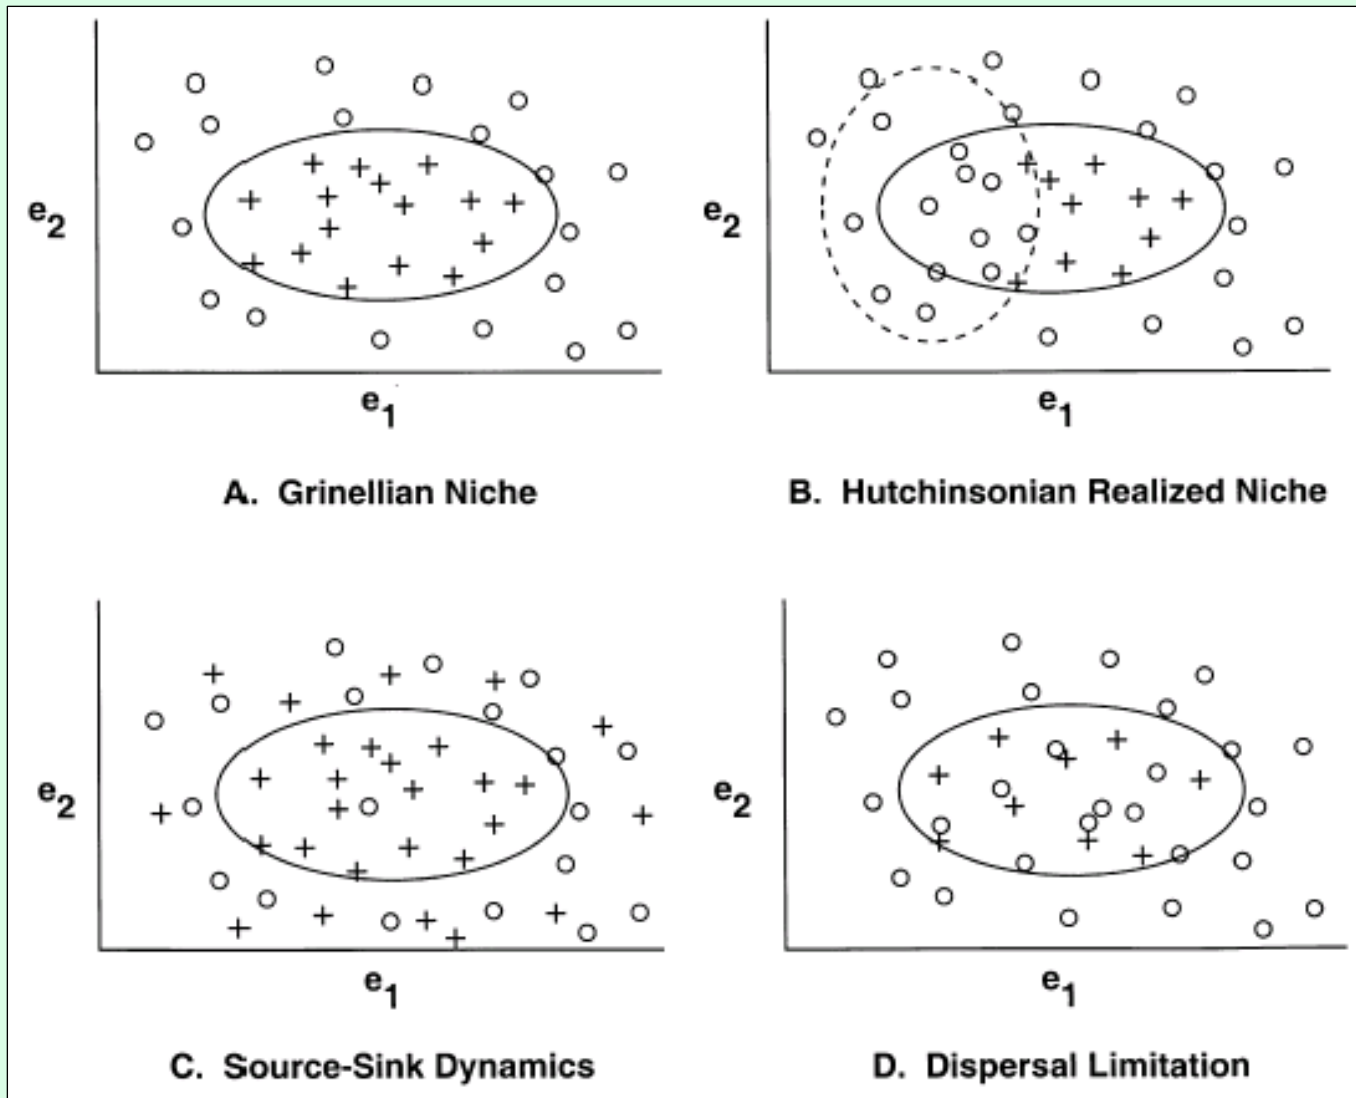 e2
e1
A. Grinellian Niche
e2
e1
B. Hutchinsonian Realized Niche
e2
e1
C. Source-Sink Dynamics
e2
e1
D. Dispersal Limitation